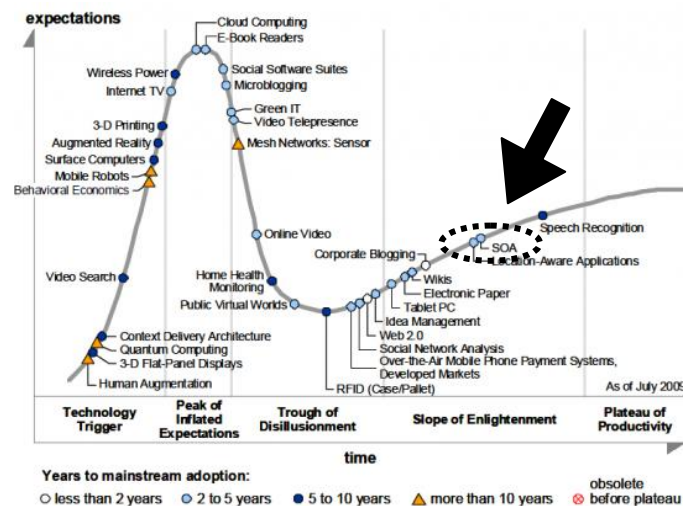 expectations
Cloud Computing
E-Book Readers
Wireless Power
Social Software Suites
Internet TV
Microblogging
Green IT
3-D Printing
Video Telepresence
Augmented Reality
Mesh Networks: Sensor
Surface Computers
Mobile Robots
Behavioral Economics
Speech Recognition
Online Video
SOA
Corporate Blogging
Location-Aware Applications
Video Search
Home Health
Monitoring
Wikis
Electronic Paper
Public Virtual Worlds
Tablet PC
Idea Management
Context Delivery Architecture
Web 2.0
Quantum Computing
Social Network Analysis
3-D Flat-Panel Displays
Over-the-Air Mobile Phone Payment Systems,
Developed Markets
Human Augmentation
RFID (Case/Pallet)
As of July 2009
Technology
Trigger
Peak of
Inflated
Expectations
Trough of
Disillusionment
Slope of Enlightenment
Plateau of
Productivity
time
Years to mainstream adoption:
less than 2 years
2 to 5 years
5 to 10 years
more than 10 years
obsolete
before plateau